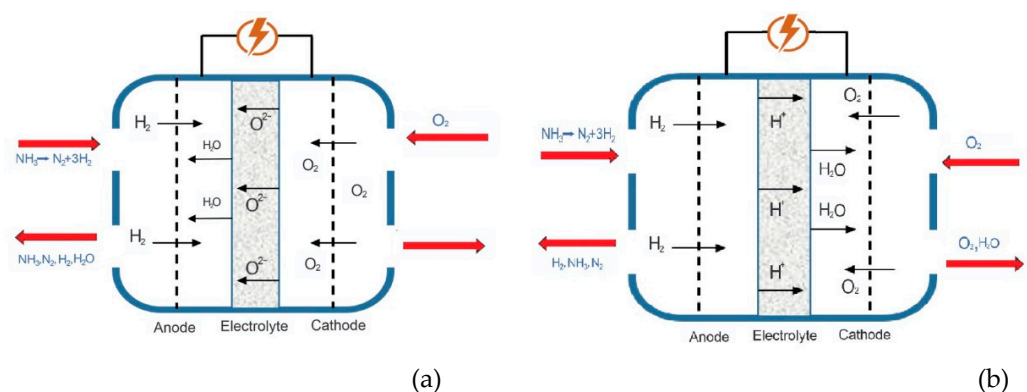 H₂
O²⁻
H₂O
O₂
O₂
NH₃→ N₂+3H₂
O²⁻
O₂
H₂O
H₂
O₂
NH₃,N₂,H₂,H₂O
O²⁻
Anode
Electrolyte
Cathode
(a)
O₂
H₂
H⁺
NH₃→ N₂+3H₂
O₂
H₂O
H⁺
H₂O
H₂
O₂,H₂O
H₂,NH₃,N₂
H⁺
O₂
Anode
Electrolyte
Cathode
(b)